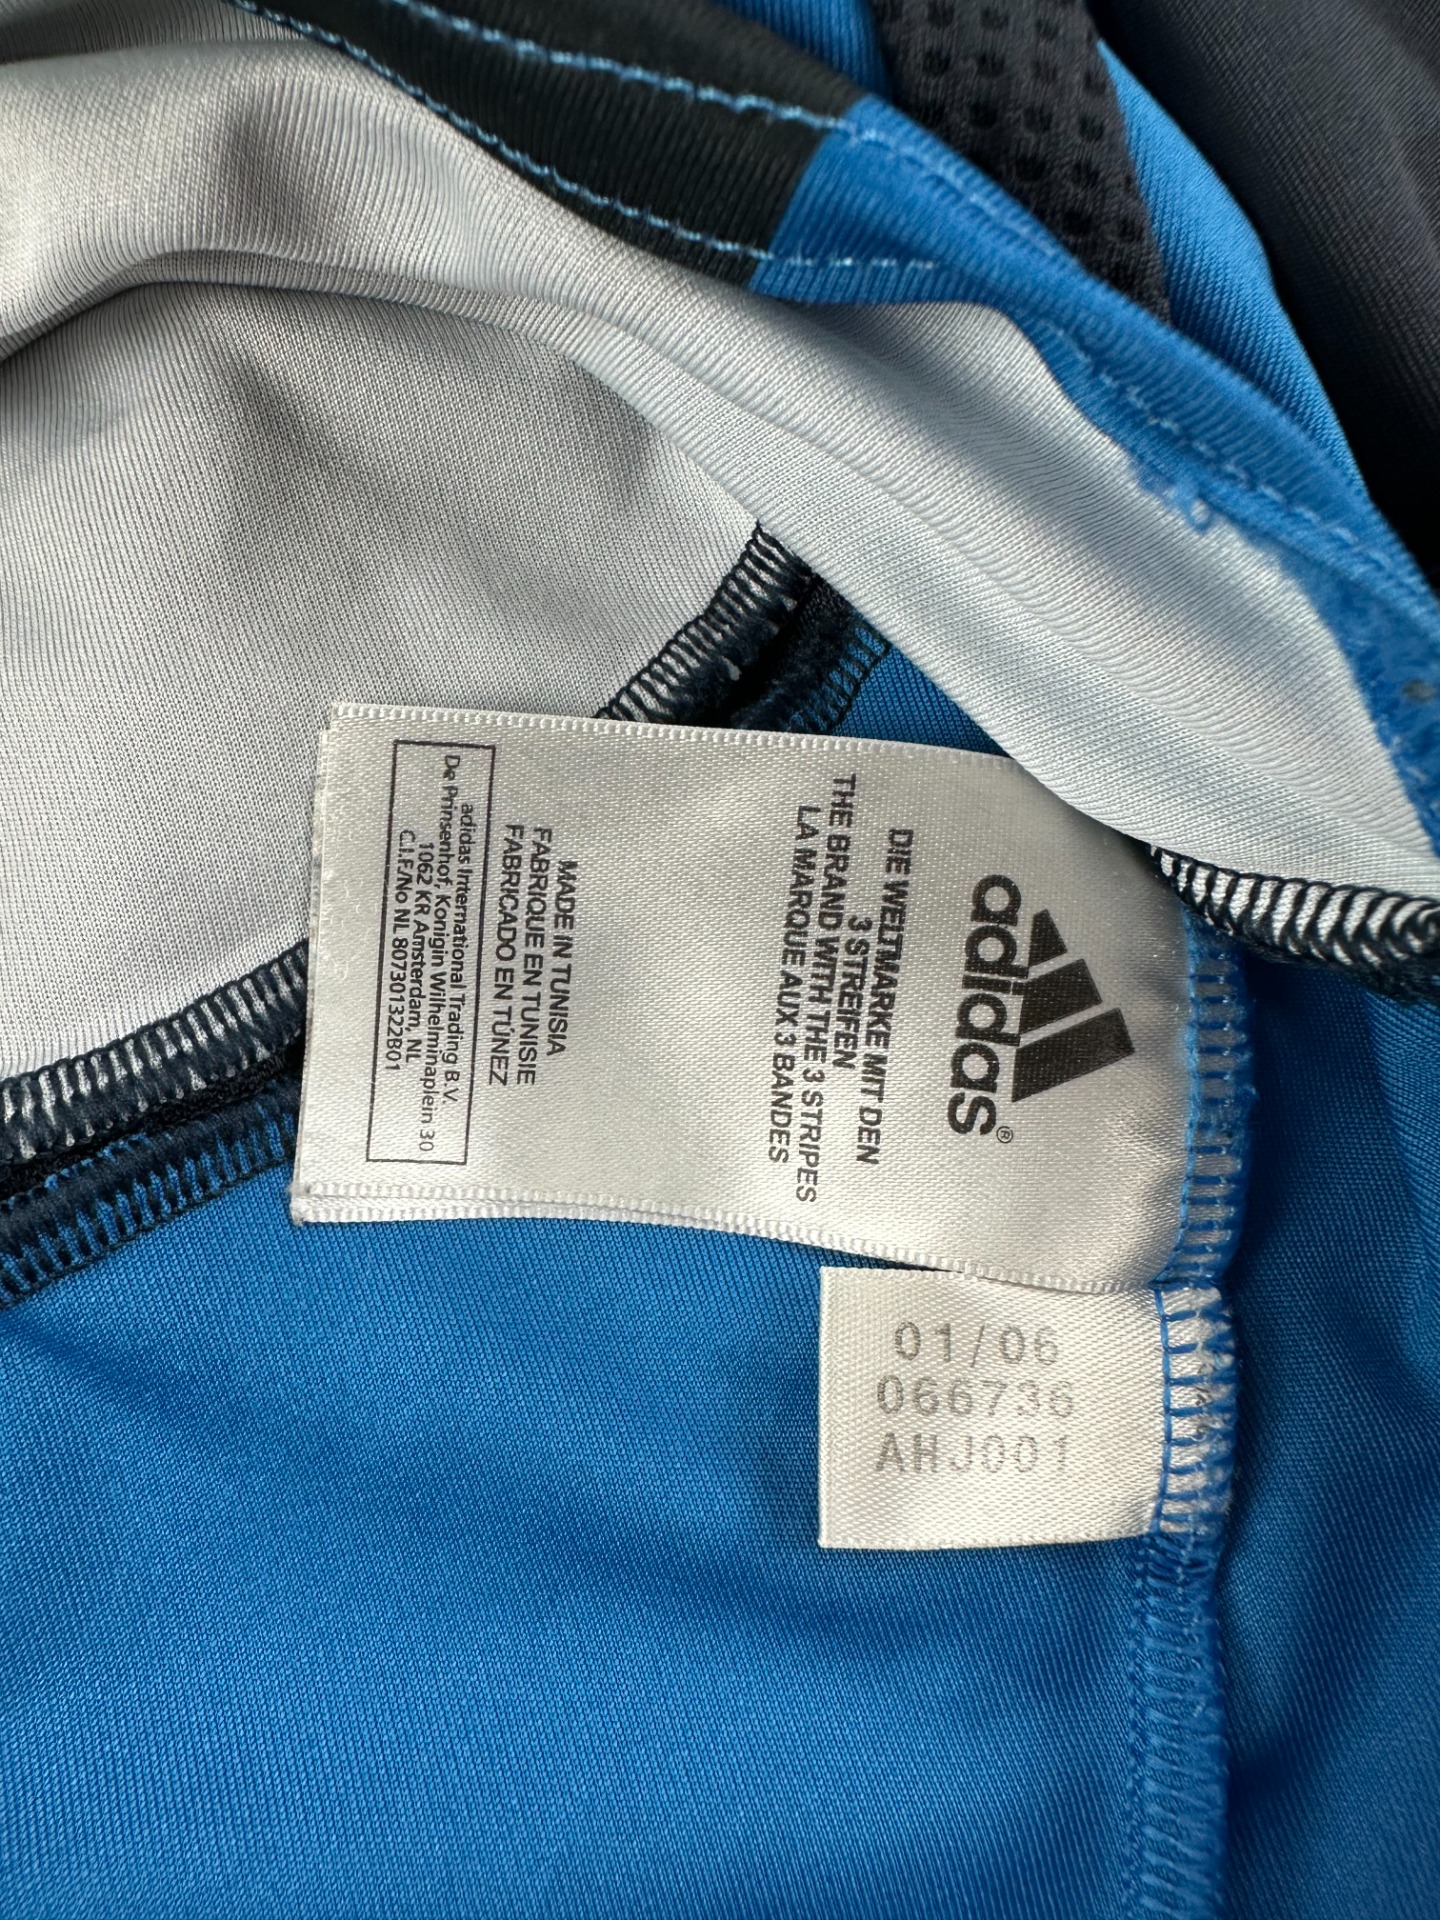 adidas®
DIE WELTMARKE MIT DEN
3 STREIFEN
THE BRAND WITH THE 3 STRIPES
LA MARQUE AUX 3 BANDES
MADE IN TUNISIA
FABRIQUE EN TUNISIE
FABRICADO EN TÚNEZ
adidas International Trading B.V.
De Prinsenhof, Konigin Wilhelminaplein 30
1062 KR Amsterdam, NL
C.I.F./No NL 807301322B01
01/06
066736
AHJ001